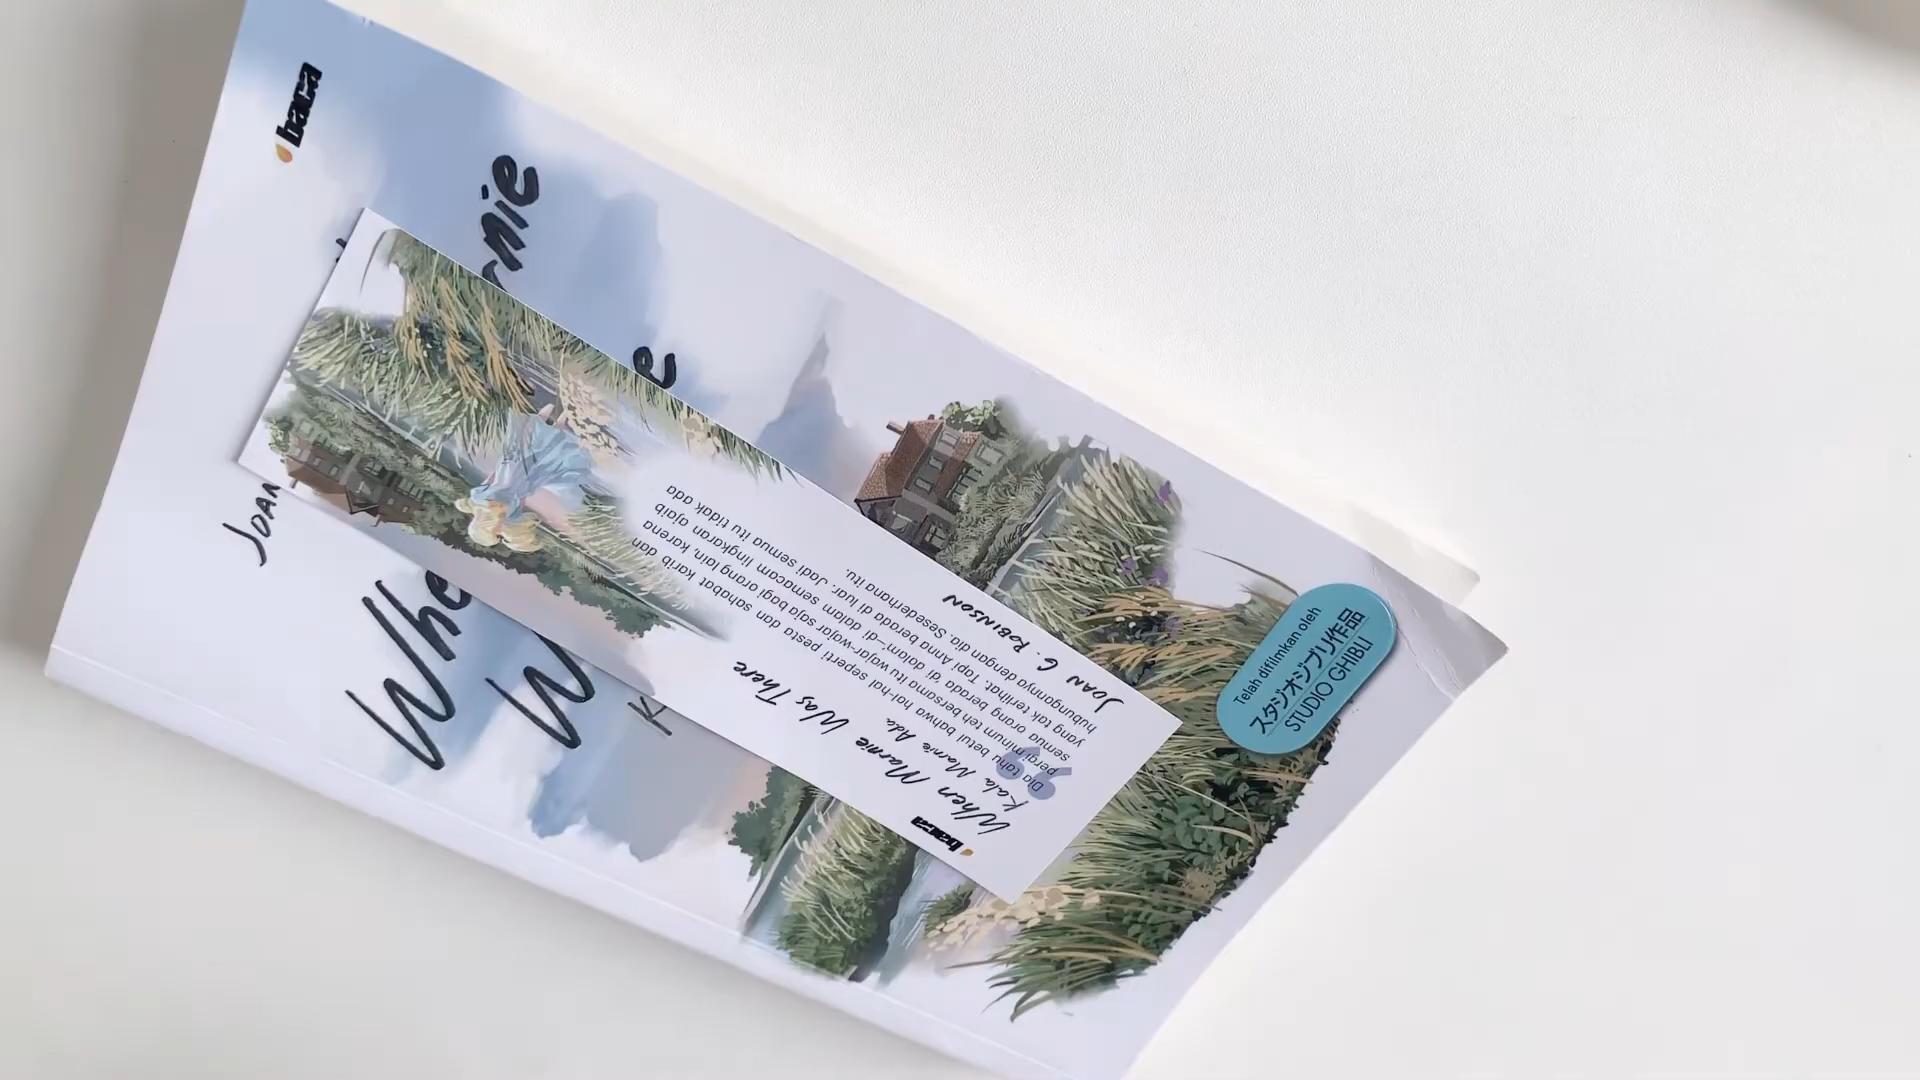 baca
JOAN
Whe rnie
W e
K
Telah difilmkan oleh
スタジオジブリ作品
STUDIO GHIBLI
baca
When Marnie Was There
Kala Marnie Ada
Dia tahu betul bahwa hal-hal seperti pesta dan sahabat karib dan
pergi minum teh bersama itu wajar-wajar saja bagi orang lain, karena
semua orang berada 'di dalam'—di dalam semacam lingkaran ajaib
yang tak terlihat. Tapi Anna berada di luar. Jadi semua itu tidak ada
hubungannya dengan dia. Sesederhana itu.
JOAN G. ROBINSON